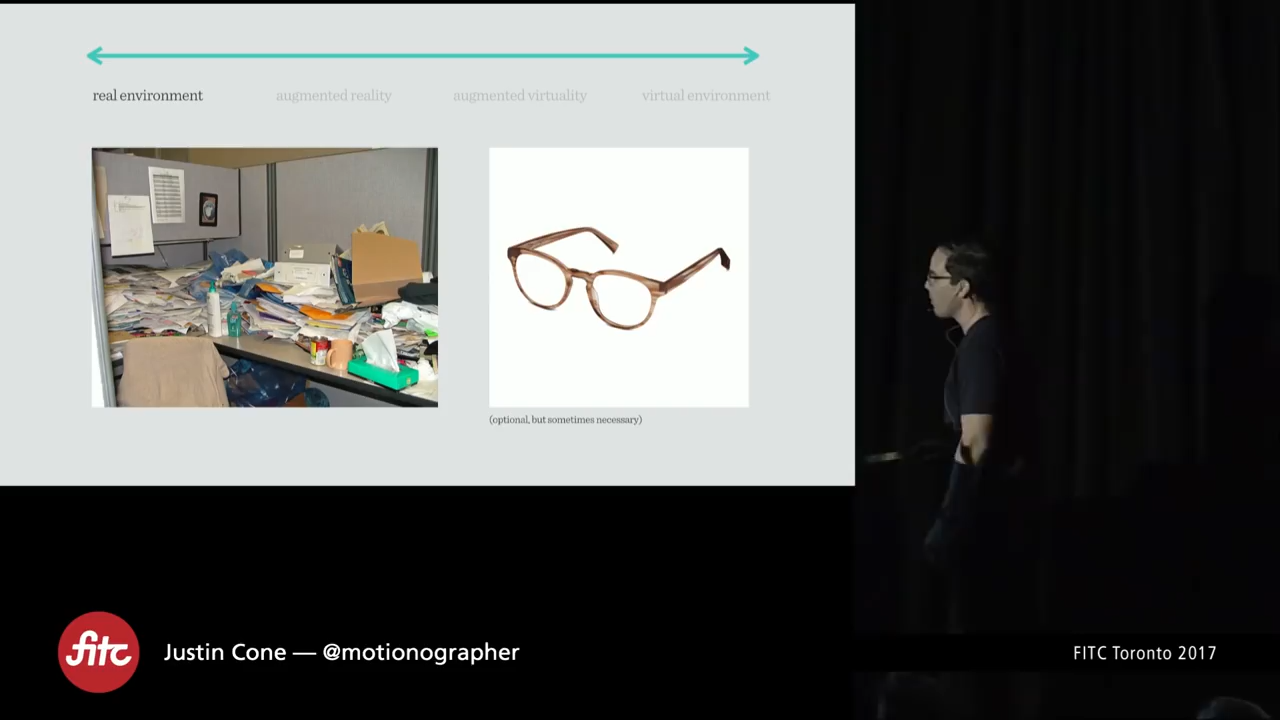 real environment
augmented reality
augmented virtuality
virtual environment
(optional, but sometimes necessary)
fitc
Justin Cone — @motionographer
FITC Toronto 2017